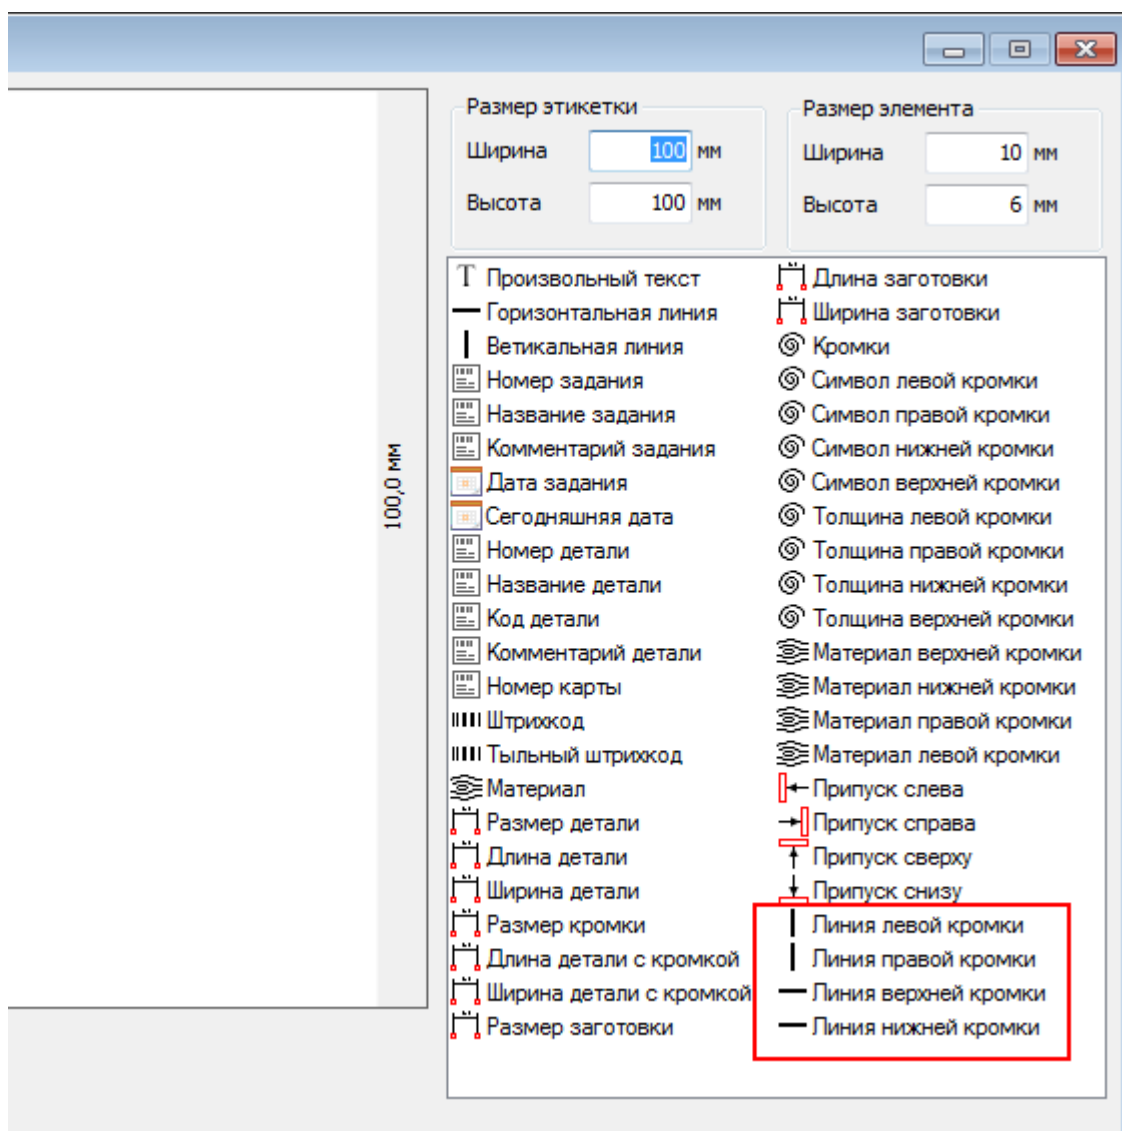 Размер этикетки
Ширина 100 мм
Высота 100 мм
Размер элемента
Ширина 10 мм
Высота 6 мм
100,0 мм
Произвольный текст
Горизонтальная линия
Ветикальная линия
Номер задания
Название задания
Комментарий задания
Дата задания
Сегодняшняя дата
Номер детали
Название детали
Код детали
Комментарий детали
Номер карты
Штрихкод
Тыльный штрихкод
Материал
Размер детали
Длина детали
Ширина детали
Размер кромки
Длина детали с кромкой
Ширина детали с кромкой
Размер заготовки
Длина заготовки
Ширина заготовки
Кромки
Символ левой кромки
Символ правой кромки
Символ нижней кромки
Символ верхней кромки
Толщина левой кромки
Толщина правой кромки
Толщина нижней кромки
Толщина верхней кромки
Материал верхней кромки
Материал нижней кромки
Материал правой кромки
Материал левой кромки
Припуск слева
Припуск справа
Припуск сверху
Припуск снизу
Линия левой кромки
Линия правой кромки
Линия верхней кромки
Линия нижней кромки